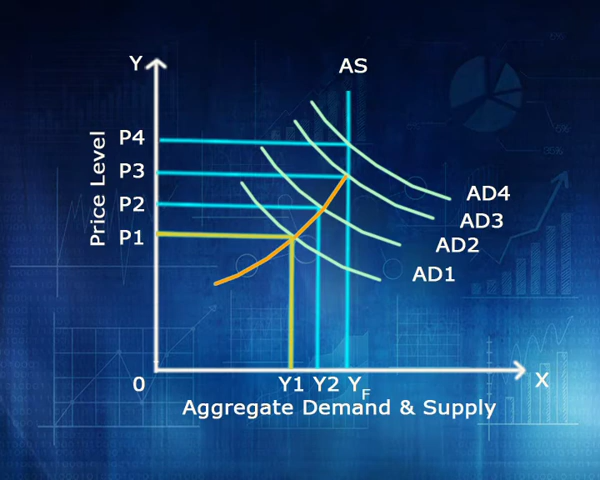 Y
AS
P4
P3
P2
P1
Price Level
AD4
AD3
AD2
AD1
0
Y1 Y2 YF
X
Aggregate Demand & Supply